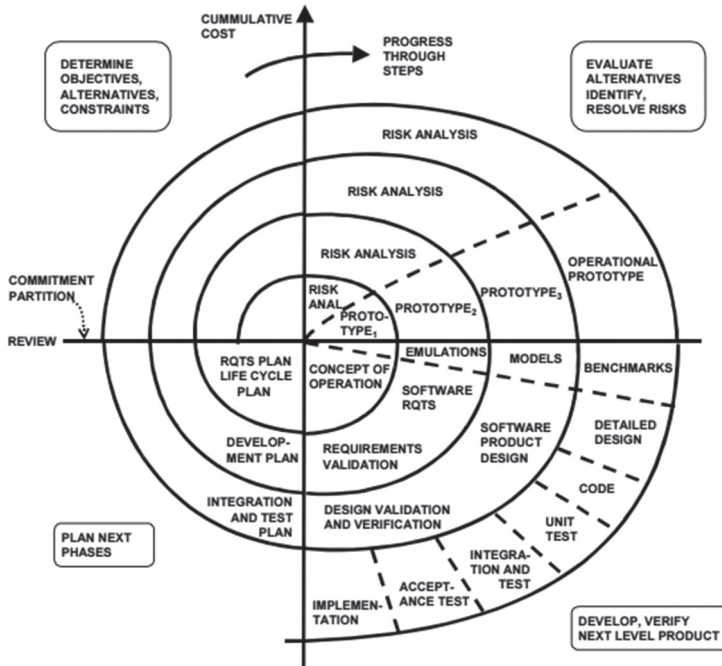 CUMMULATIVE
COST
PROGRESS
THROUGH
STEPS
DETERMINE
OBJECTIVES,
ALTERNATIVES,
CONSTRAINTS
EVALUATE
ALTERNATIVES
IDENTIFY,
RESOLVE RISKS
RISK ANALYSIS
RISK ANALYSIS
RISK ANALYSIS
RISK
ANAL.
OPERATIONAL
PROTOTYPE
COMMITMENT
PARTITION
PROTO-
TYPE1
PROTOTYPE2
PROTOTYPE3
REVIEW
RQTS PLAN
LIFE CYCLE
PLAN
CONCEPT OF
OPERATION
EMULATIONS
MODELS
BENCHMARKS
SOFTWARE
RQTS
SOFTWARE
PRODUCT
DESIGN
DETAILED
DESIGN
DEVELOP-
MENT PLAN
REQUIREMENTS
VALIDATION
CODE
INTEGRATION
AND TEST
PLAN
DESIGN VALIDATION
AND VERIFICATION
UNIT
TEST
PLAN NEXT
PHASES
INTEGRA-
TION AND
TEST
ACCEPT-
ANCE TEST
IMPLEMEN-
TATION
DEVELOP, VERIFY
NEXT LEVEL PRODUCT